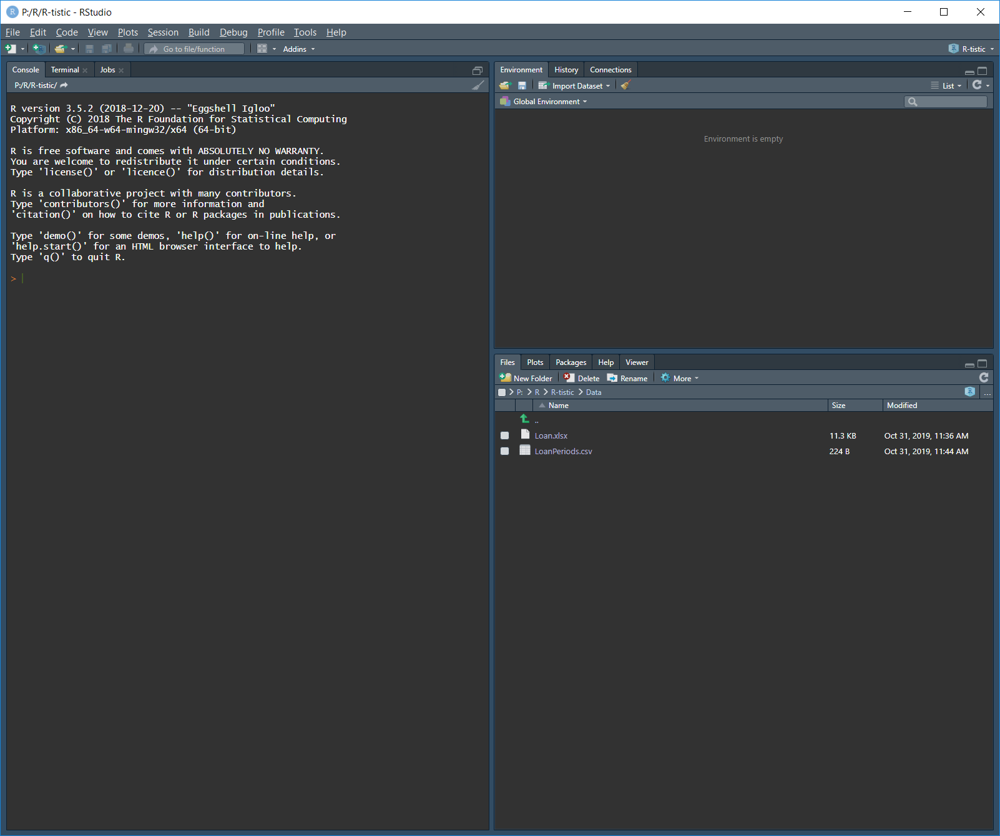 P:/R/R-tistic - RStudio
File Edit Code View Plots Session Build Debug Profile Tools Help
Go to file/function Addins R-tistic
Console Terminal Jobs
P:/R/R-tistic/
R version 3.5.2 (2018-12-20) -- "Eggshell Igloo"
Copyright (C) 2018 The R Foundation for Statistical Computing
Platform: x86_64-w64-mingw32/x64 (64-bit)
R is free software and comes with ABSOLUTELY NO WARRANTY.
You are welcome to redistribute it under certain conditions.
Type 'license()' or 'licence()' for distribution details.
R is a collaborative project with many contributors.
Type 'contributors()' for more information and
'citation()' on how to cite R or R packages in publications.
Type 'demo()' for some demos, 'help()' for on-line help, or
'help.start()' for an HTML browser interface to help.
Type 'q()' to quit R.
>
Environment History Connections
Import Dataset List
Global Environment
Environment is empty
Files Plots Packages Help Viewer
New Folder Delete Rename More
P: R R-tistic Data ...
Name Size Modified
..
Loan.xlsx 11.3 KB Oct 31, 2019, 11:36 AM
LoanPeriods.csv 224 B Oct 31, 2019, 11:44 AM